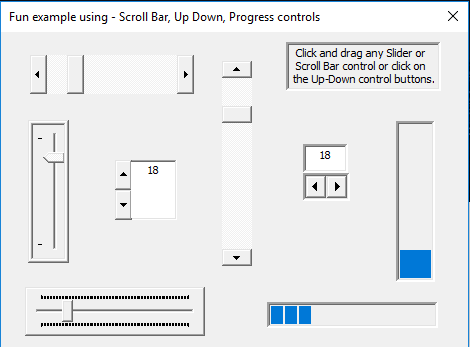 Fun example using - Scroll Bar, Up Down, Progress controls
Click and drag any Slider or
Scroll Bar control or click on
the Up-Down control buttons.
18
18